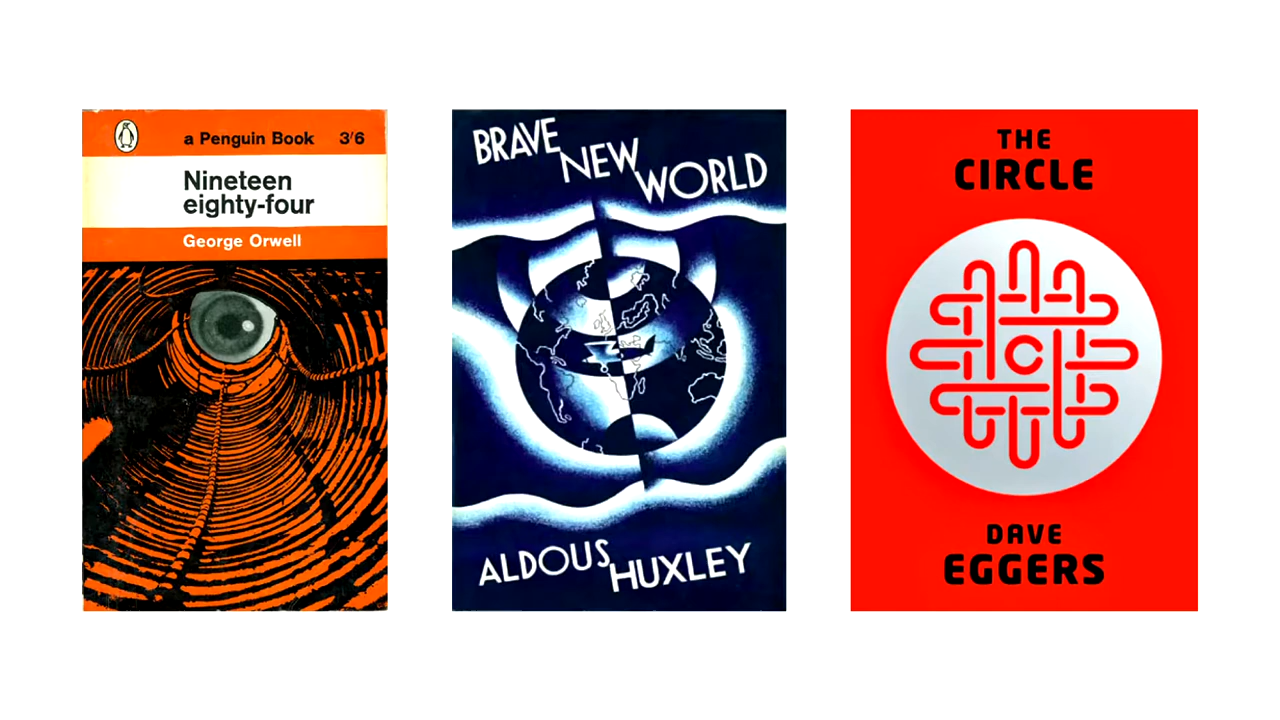 a Penguin Book 3'6
Nineteen
eighty-four
George Orwell
BRAVE
NEW
WORLD
ALDOUS
HUXLEY
THE
CIRCLE
C
DAVE
EGGERS